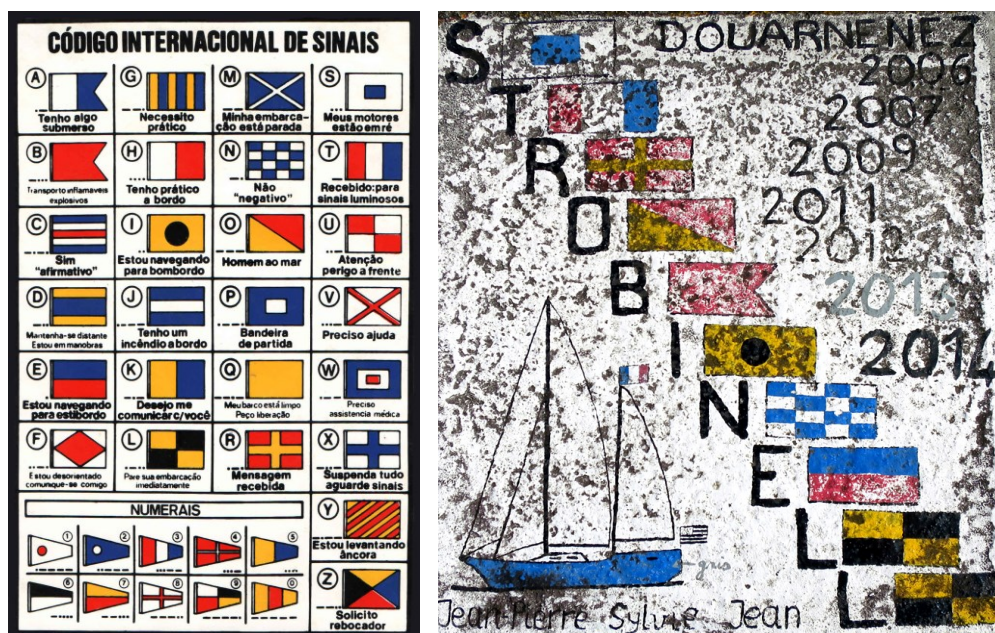 CÓDIGO INTERNACIONAL DE SINAIS
A
Tenho algo
submerso
G
Necessito
prático
M
Minha embarca-
ção está parada
S
Meus motores
estão em ré
B
Transporto inflamaveis
explosivos
H
Tenho prático
a bordo
N
Não
"negativo"
T
Recebido:para
sinais luminosos
C
Sim
"afirmativo"
I
Estou navegando
para bombordo
O
Homem ao mar
U
Atenção
perigo a frente
D
Mantenha-se distante
Estou em manobras
J
Tenho um
incêndio a bordo
P
Bandeira
de partida
V
Preciso ajuda
E
Estou navegando
para estibordo
K
Desejo me
comunicar c/você
Q
Meu barco está limpo
Peço liberação
W
Preciso
assistencia médica
F
Estou desorientado
comunique-se comigo
L
Pare sua embarcação
imediatamente
R
Mensagem
recebida
X
Suspenda tudo
aguarde sinais
NUMERAIS
1 2 3 4 5
6 7 8 9 0
Y
Estou levantando
âncora
Z
Solicito
rebocador
S DOUARNENEZ
2006
T 2007
R 2009
O 2011
2012
B 2013
I 2014
N
E
L
gris
L
Jean-Pierre Sylvie Jean